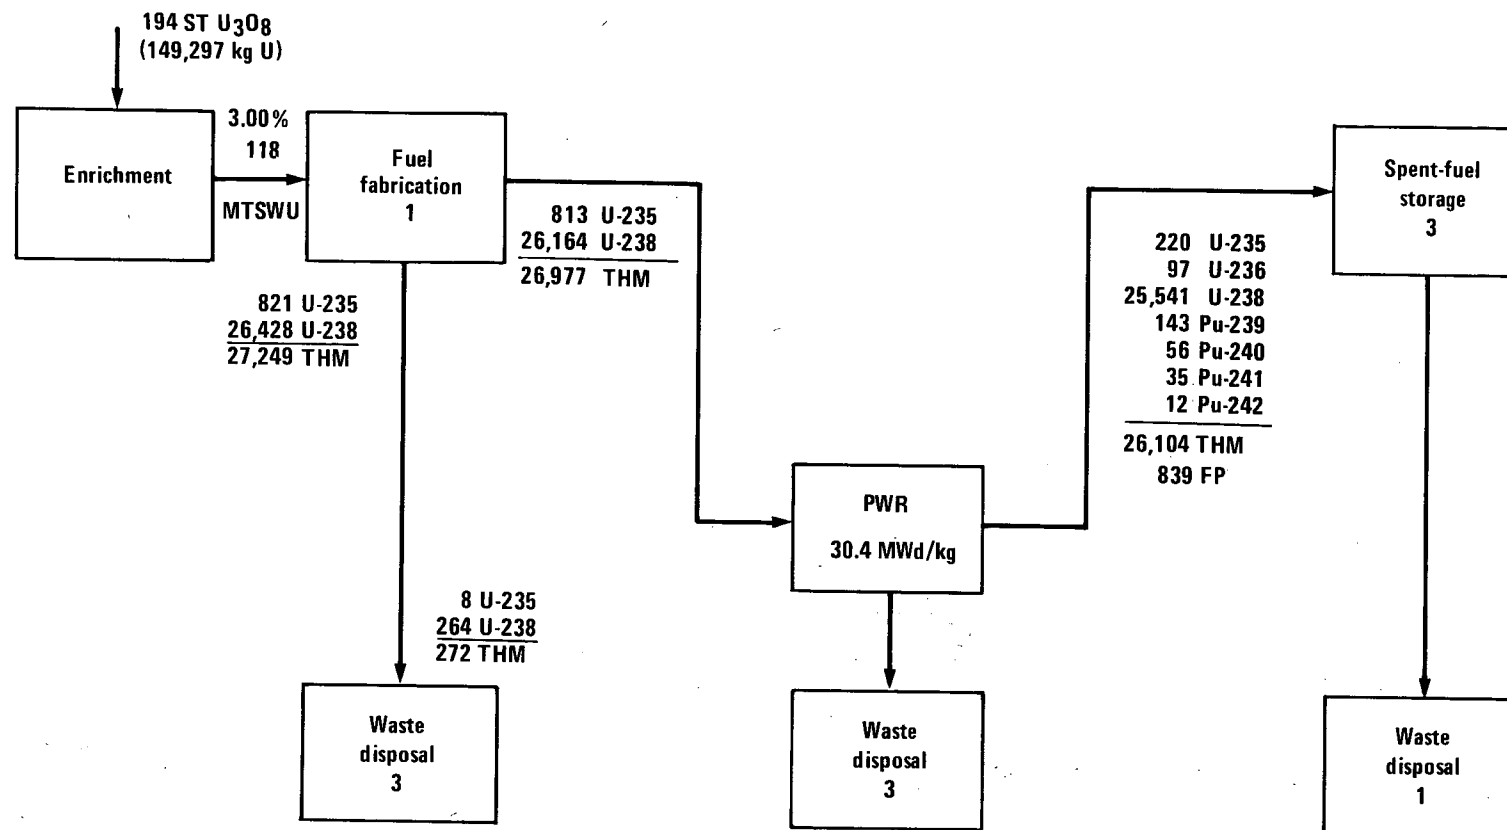 194 ST U3O8
(149,297 kg U)
Enrichment
3.00%
118
MTSWU
Fuel
fabrication
1
821 U-235
26,428 U-238
27,249 THM
813 U-235
26,164 U-238
26,977 THM
8 U-235
264 U-238
272 THM
Waste
disposal
3
PWR
30.4 MWd/kg
Waste
disposal
3
220 U-235
97 U-236
25,541 U-238
143 Pu-239
56 Pu-240
35 Pu-241
12 Pu-242
26,104 THM
839 FP
Spent-fuel
storage
3
Waste
disposal
1